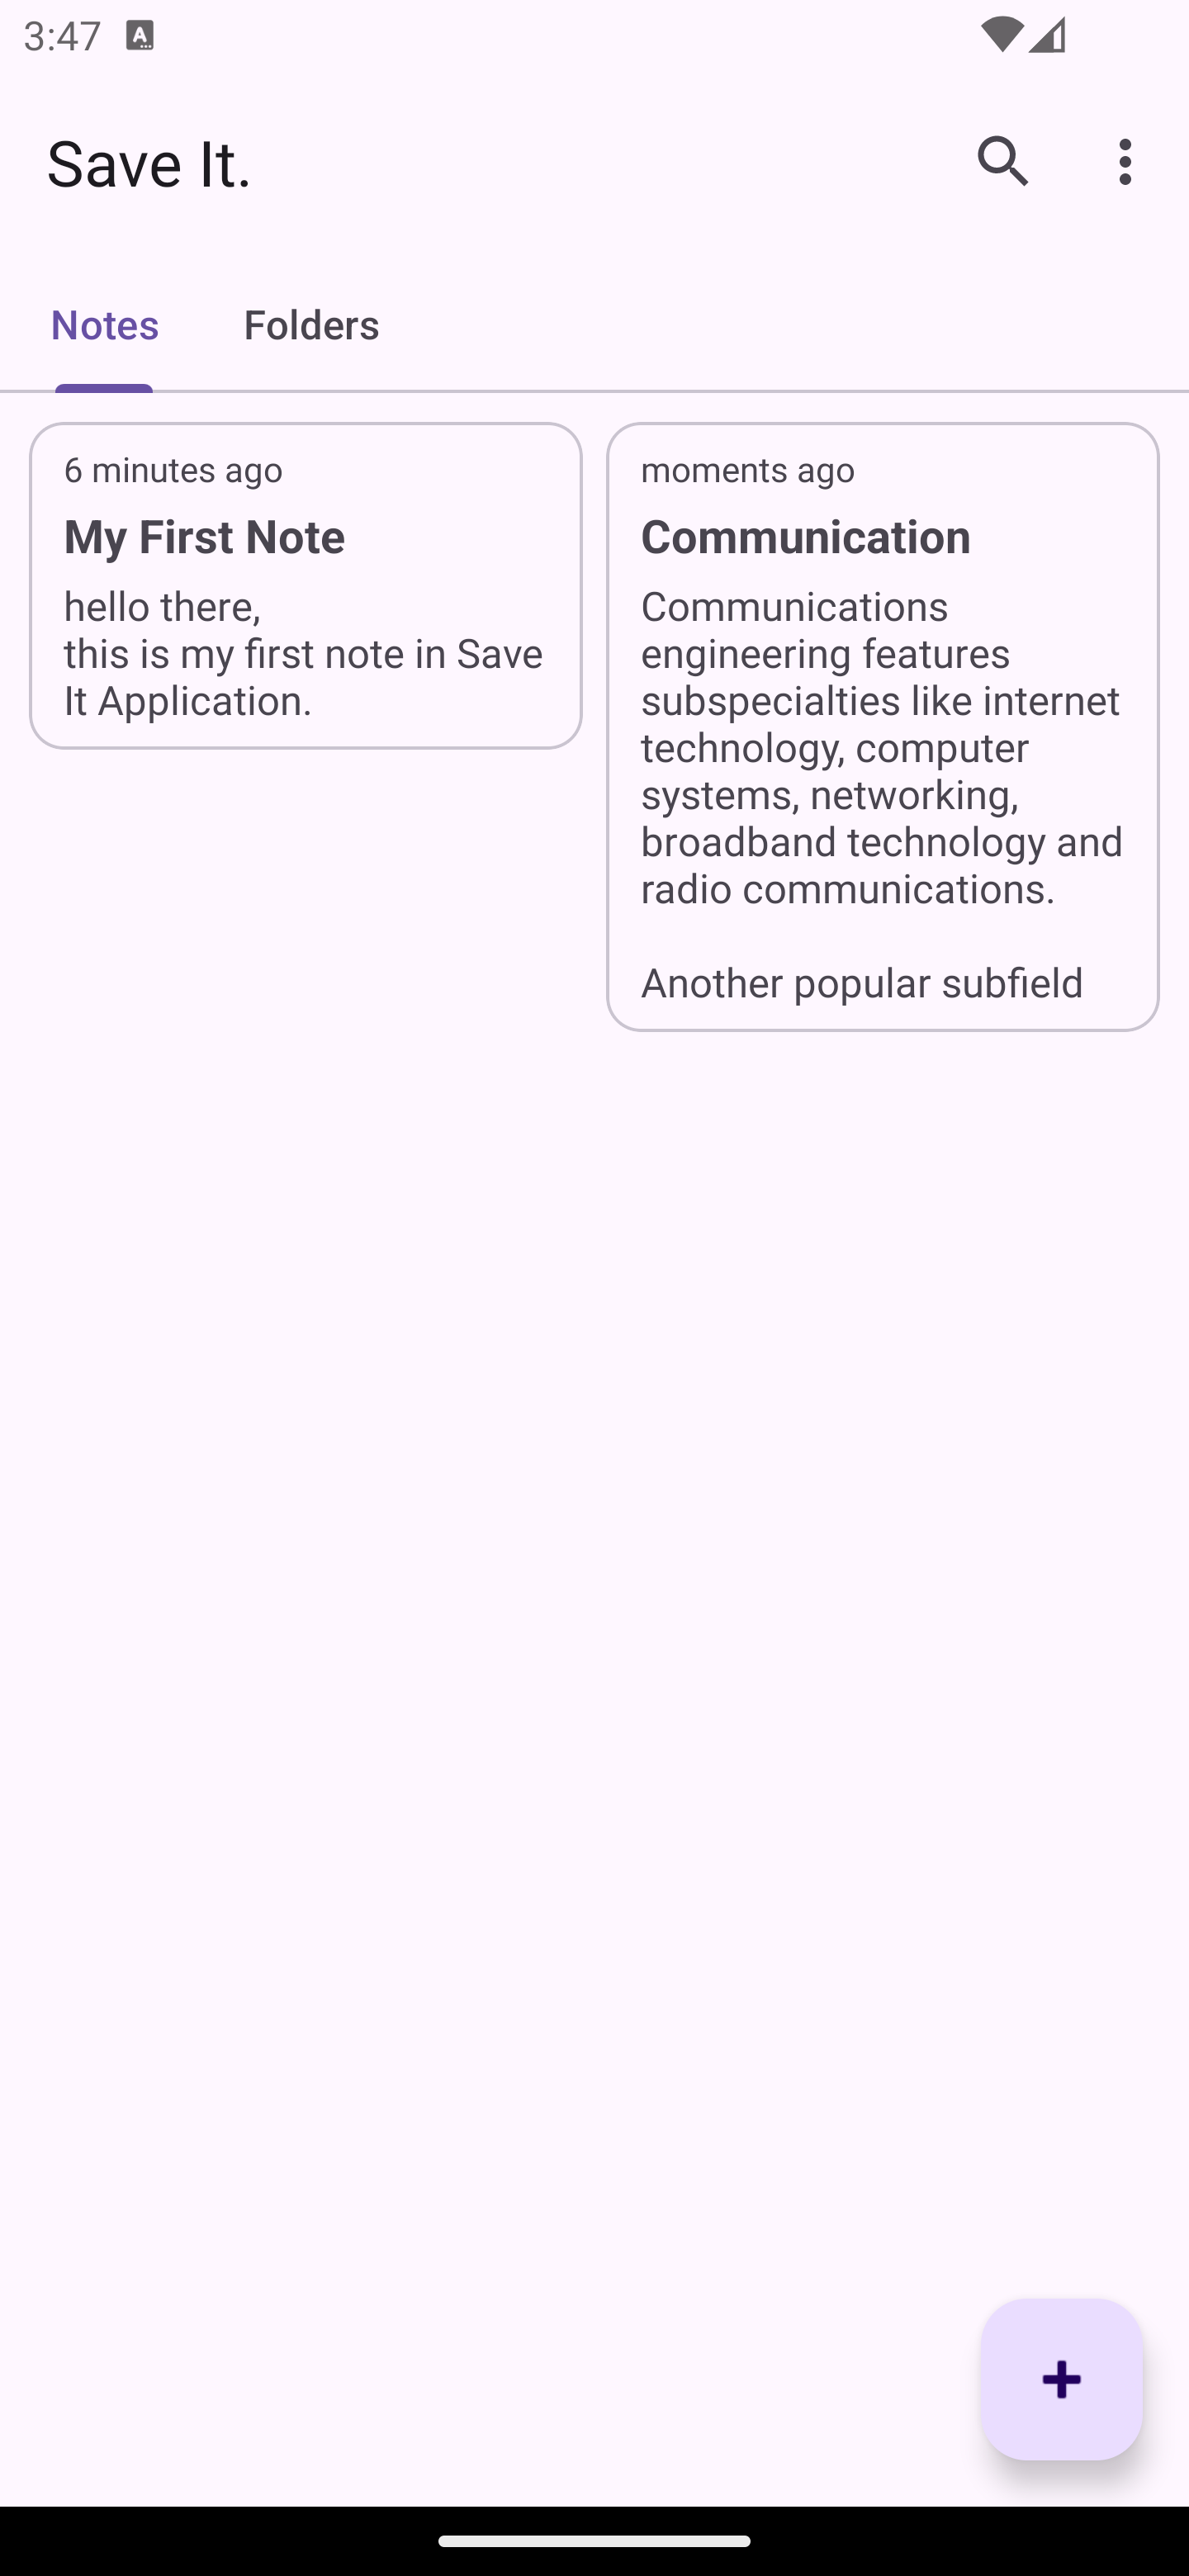 3:47
Save It.
Notes
Folders
6 minutes ago
My First Note
hello there,
this is my first note in Save
It Application.
moments ago
Communication
Communications
engineering features
subspecialties like internet
technology, computer
systems, networking,
broadband technology and
radio communications.
Another popular subfield